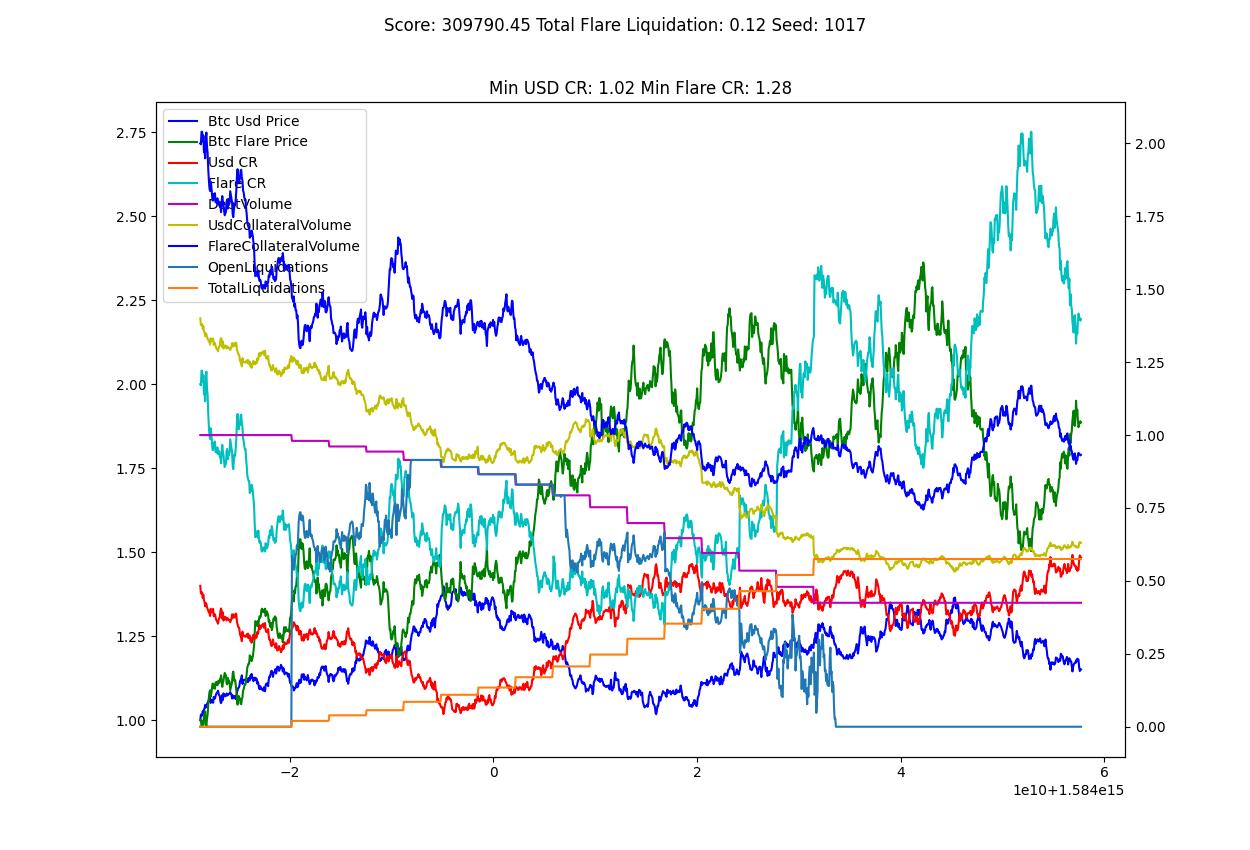 Score: 309790.45 Total Flare Liquidation: 0.12 Seed: 1017
Min USD CR: 1.02 Min Flare CR: 1.28
Btc Usd Price
Btc Flare Price
Usd CR
Flare CR
DebtVolume
UsdCollateralVolume
FlareCollateralVolume
OpenLiquidations
TotalLiquidations
2.75
2.50
2.25
2.00
1.75
1.50
1.25
1.00
2.00
1.75
1.50
1.25
1.00
0.75
0.50
0.25
0.00
−2 0 2 4 6
1e10+1.584e15